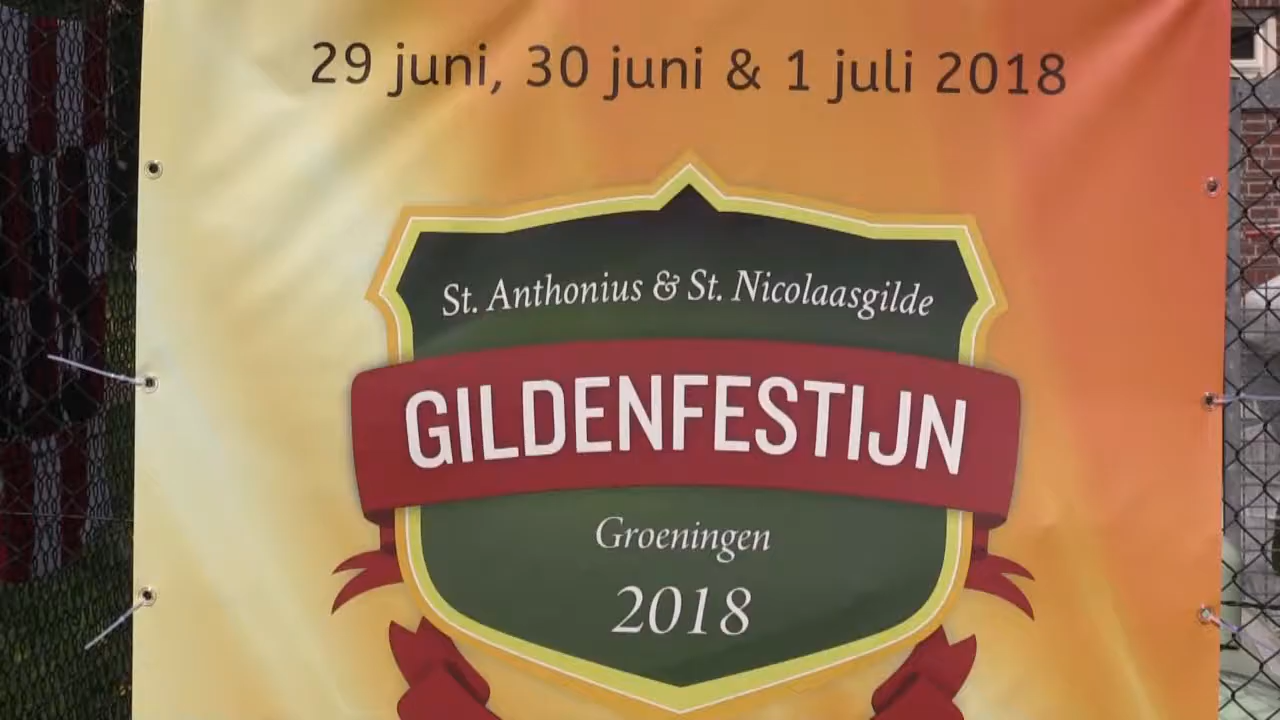 29 juni, 30 juni & 1 juli 2018
St. Anthonius & St. Nicolaasgilde
GILDENFESTIJN
Groeningen
2018